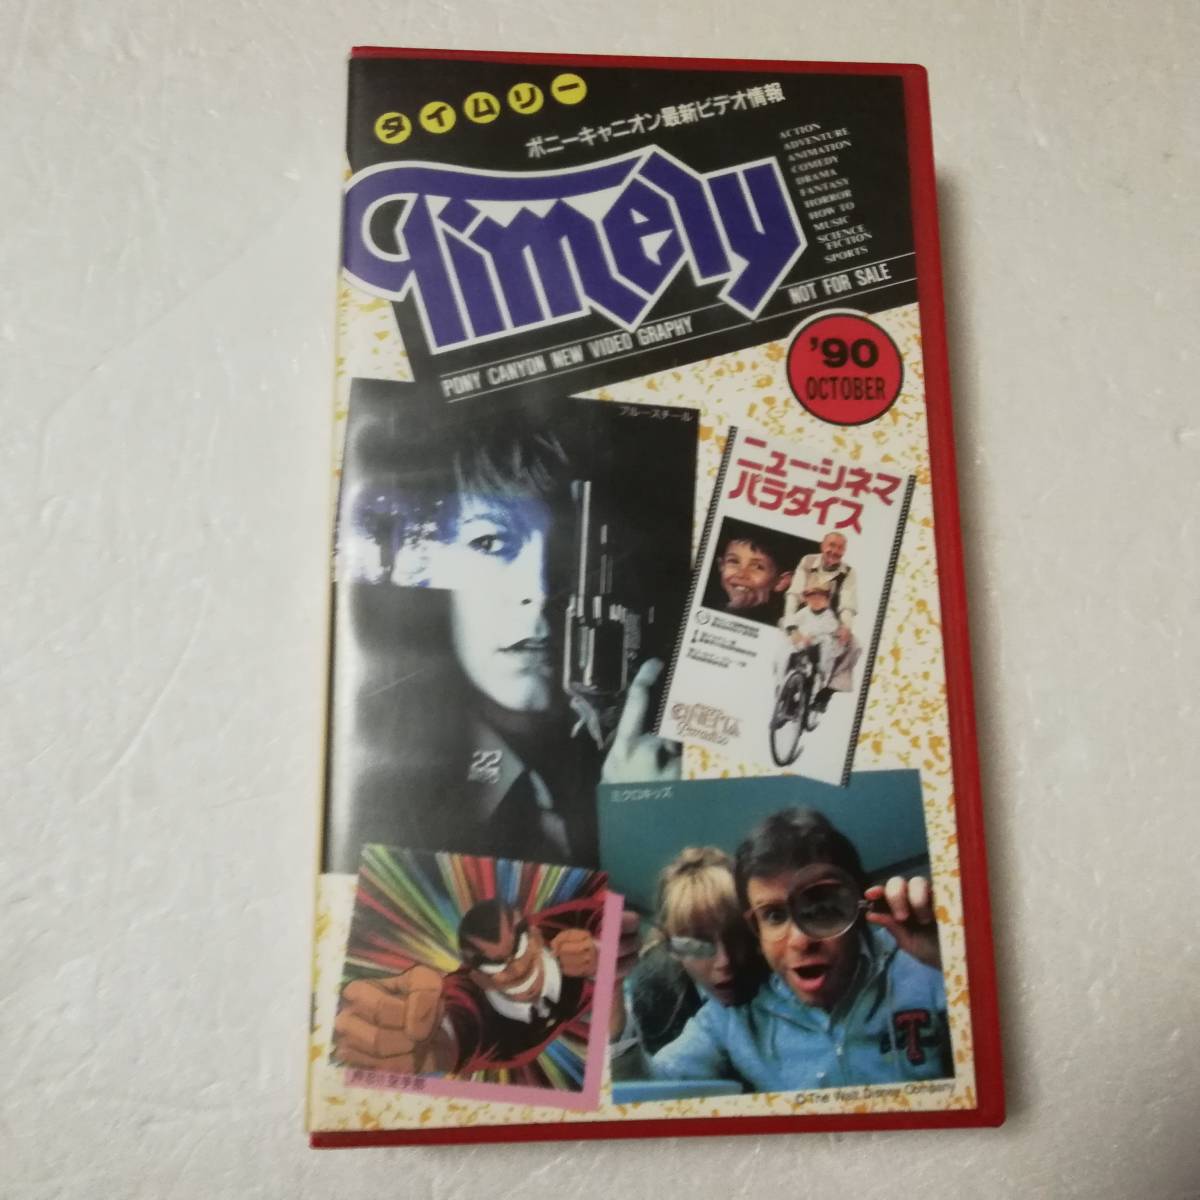 タイムリー
ポニーキャニオン最新ビデオ情報
Timely
ACTION
ADVENTURE
ANIMATION
COMEDY
DRAMA
FANTASY
HORROR
HOW TO
MUSIC
SCIENCE
FICTION
SPORTS
PONY CANYON NEW VIDEO GRAPHY
NOT FOR SALE
'90
OCTOBER
ブルースチール
ニュー・シネマ
パラダイス
CINEMA
Paradiso
22
ミクロキッズ
T
©The Walt Disney Company